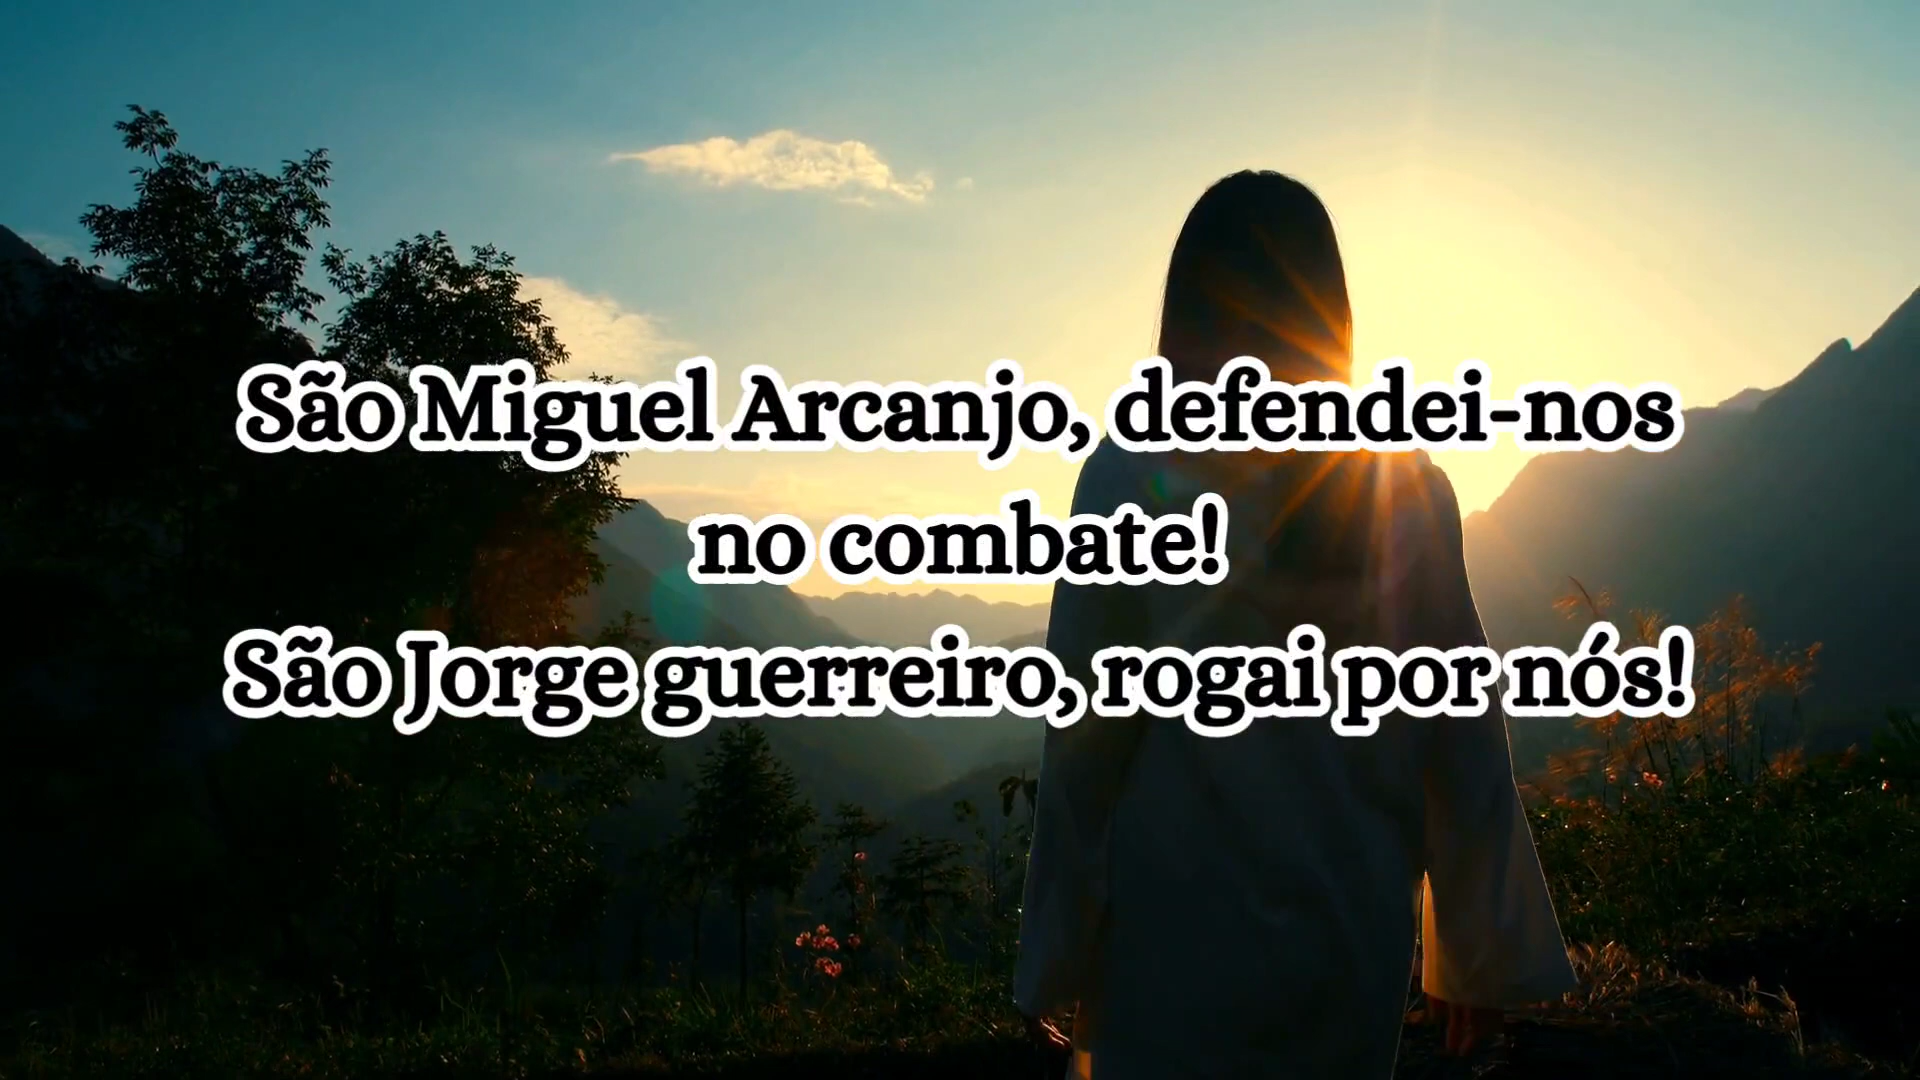 São Miguel Arcanjo, defendei-nos
no combate!
São Jorge guerreiro, rogai por nós!